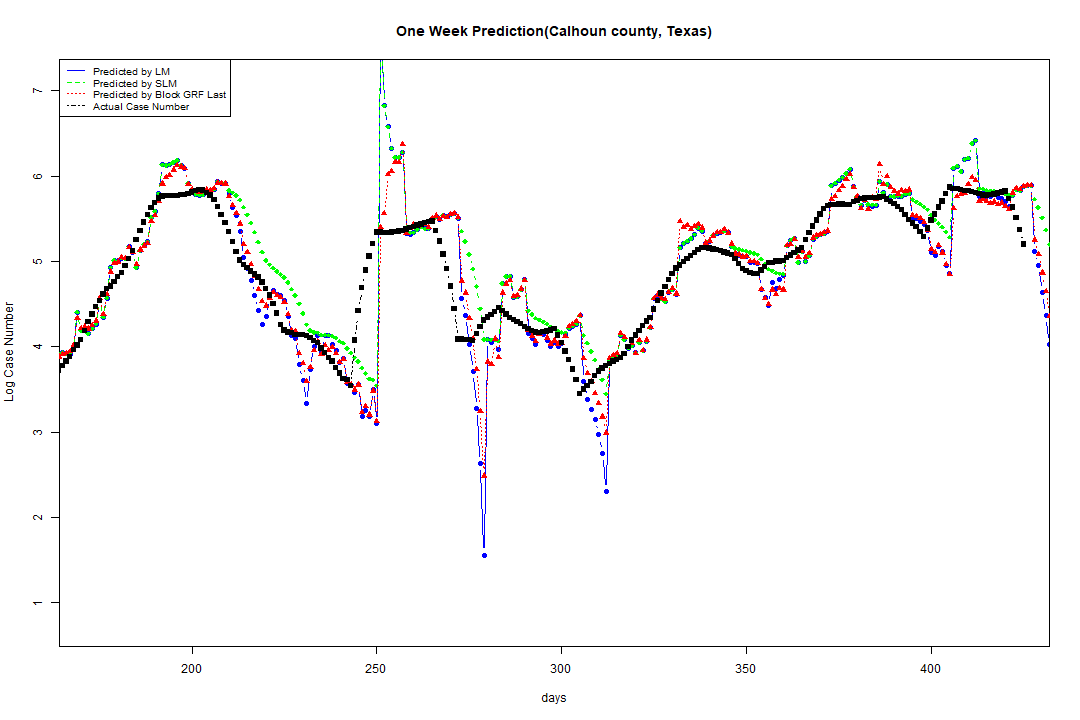 One Week Prediction(Calhoun county, Texas)
Predicted by LM
Predicted by SLM
Predicted by Block GRF Last
Actual Case Number
Log Case Number
7
6
5
4
3
2
1
200 250 300 350 400
days